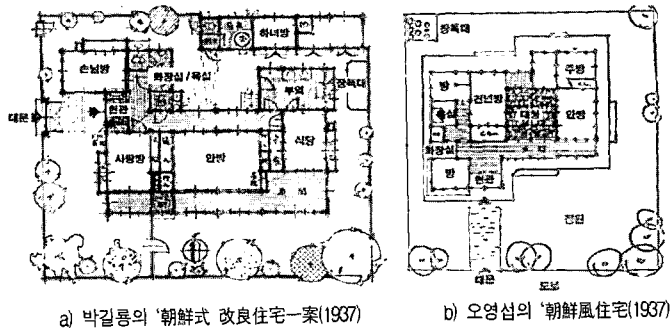 하녀방
손님방
화장실/욕실
부엌
장독대
대문
현관
식당
사랑방
안방
a) 박길룡의 '朝鮮式 改良住宅一案(1937)
장독대
주방
방
건넌방
대청
안방
욕실
화장실
방
현관
정원
대문
도로
b) 오영섭의 '朝鮮風住宅(1937)